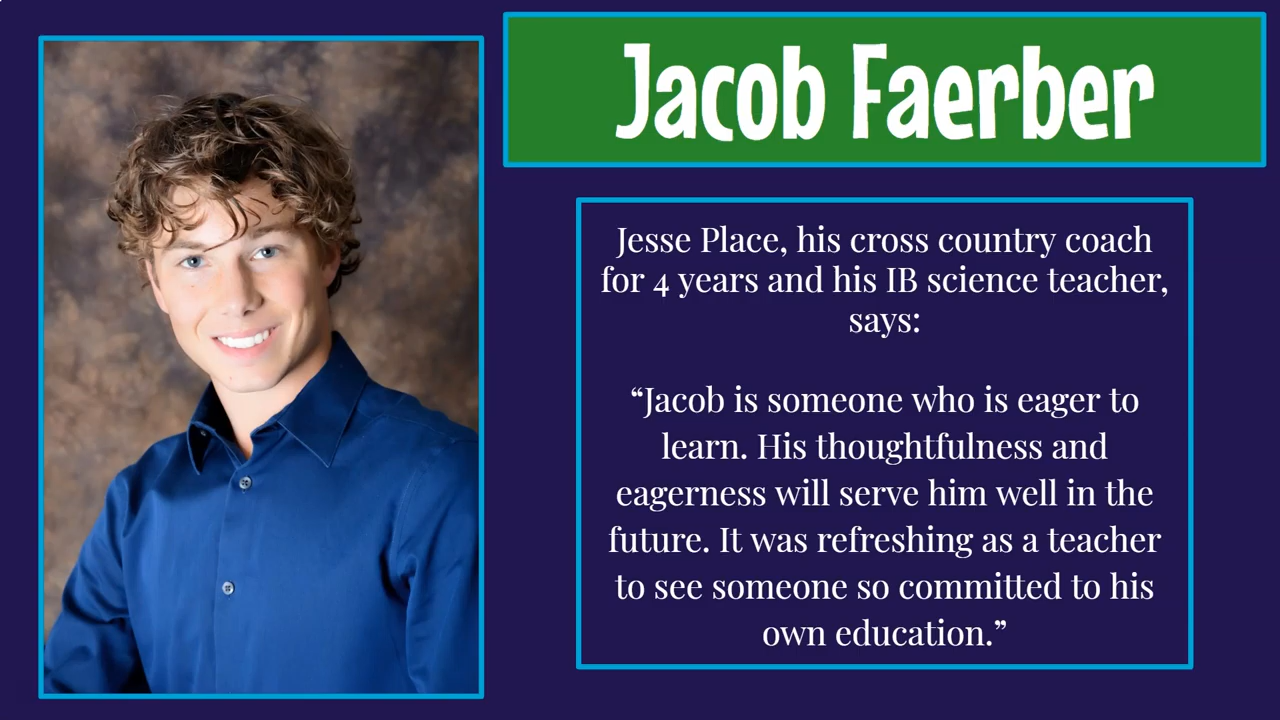 Jacob Faerber
Jesse Place, his cross country coach
for 4 years and his IB science teacher,
says:
“Jacob is someone who is eager to
learn. His thoughtfulness and
eagerness will serve him well in the
future. It was refreshing as a teacher
to see someone so committed to his
own education.”